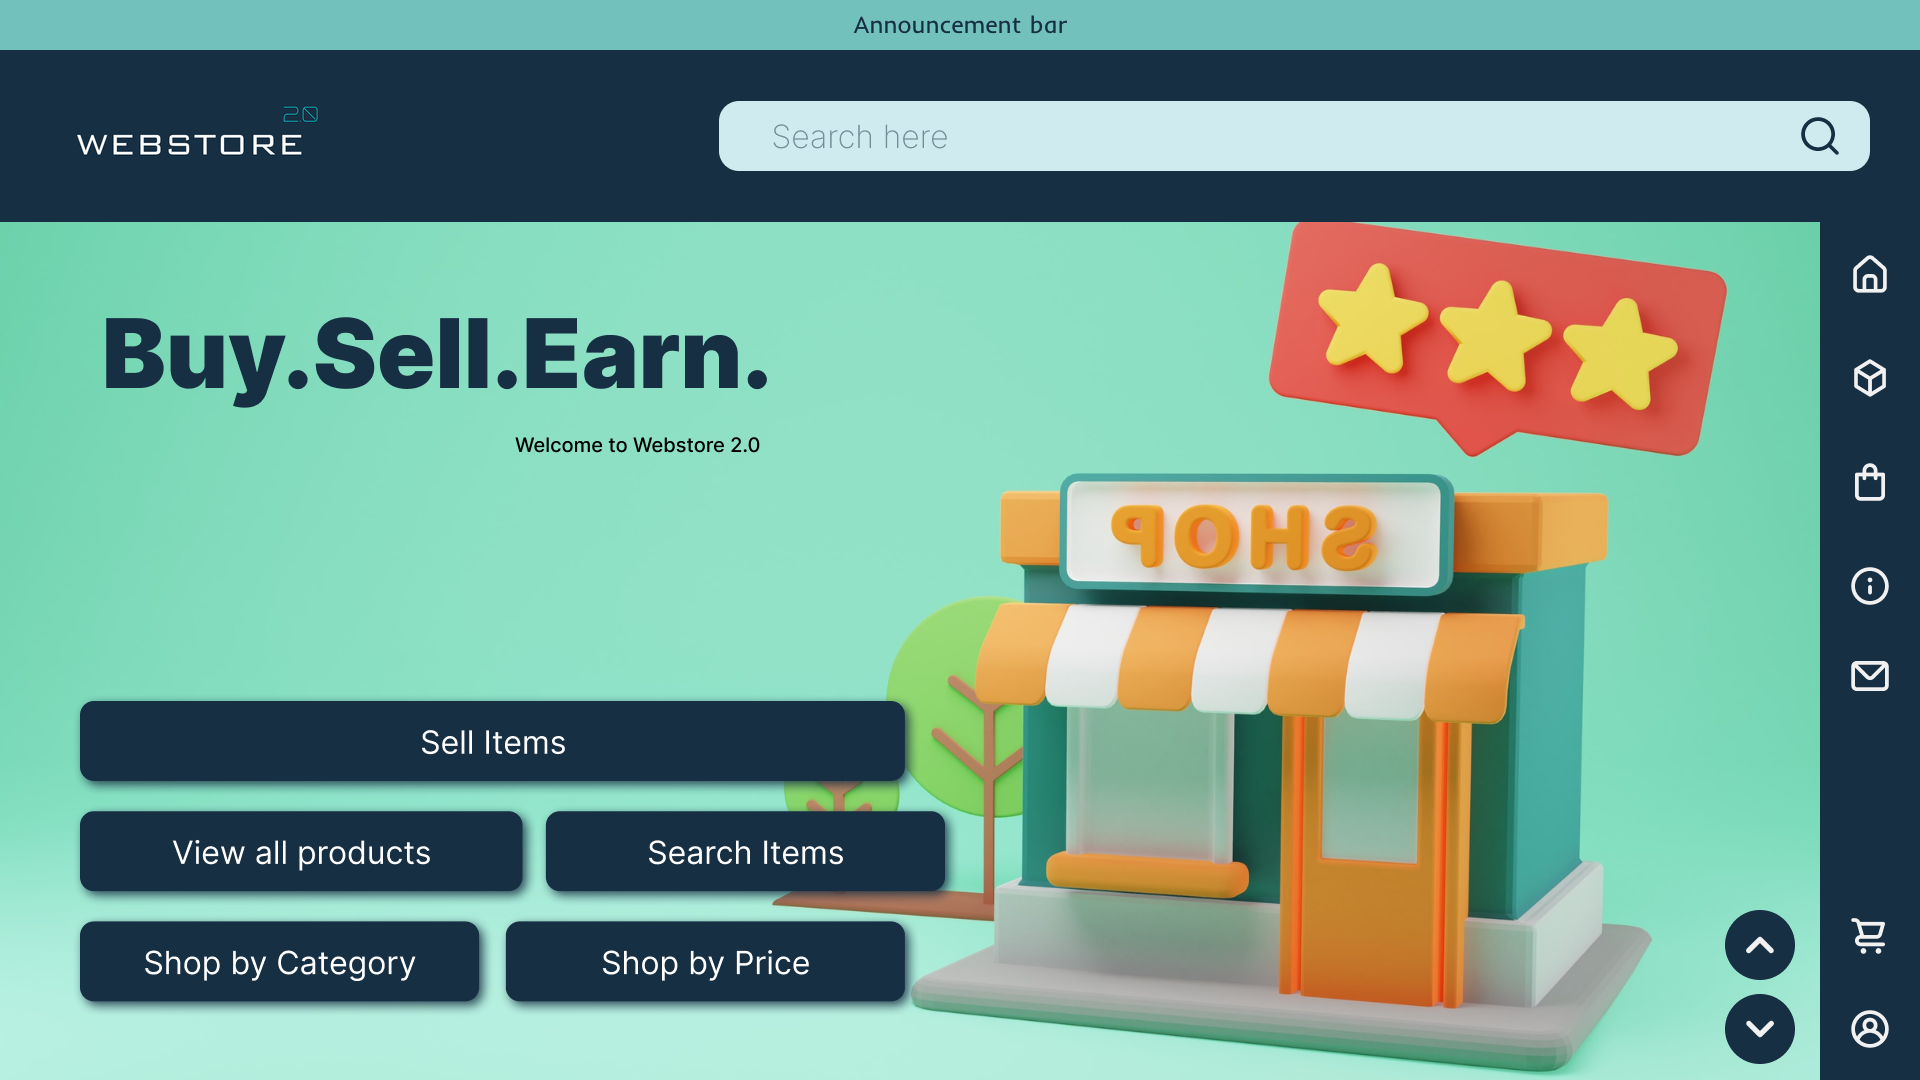 Announcement bar
2.0
WEBSTORE
Search here
Buy.Sell.Earn.
Welcome to Webstore 2.0
SHOP
Sell Items
View all products
Search Items
Shop by Category
Shop by Price